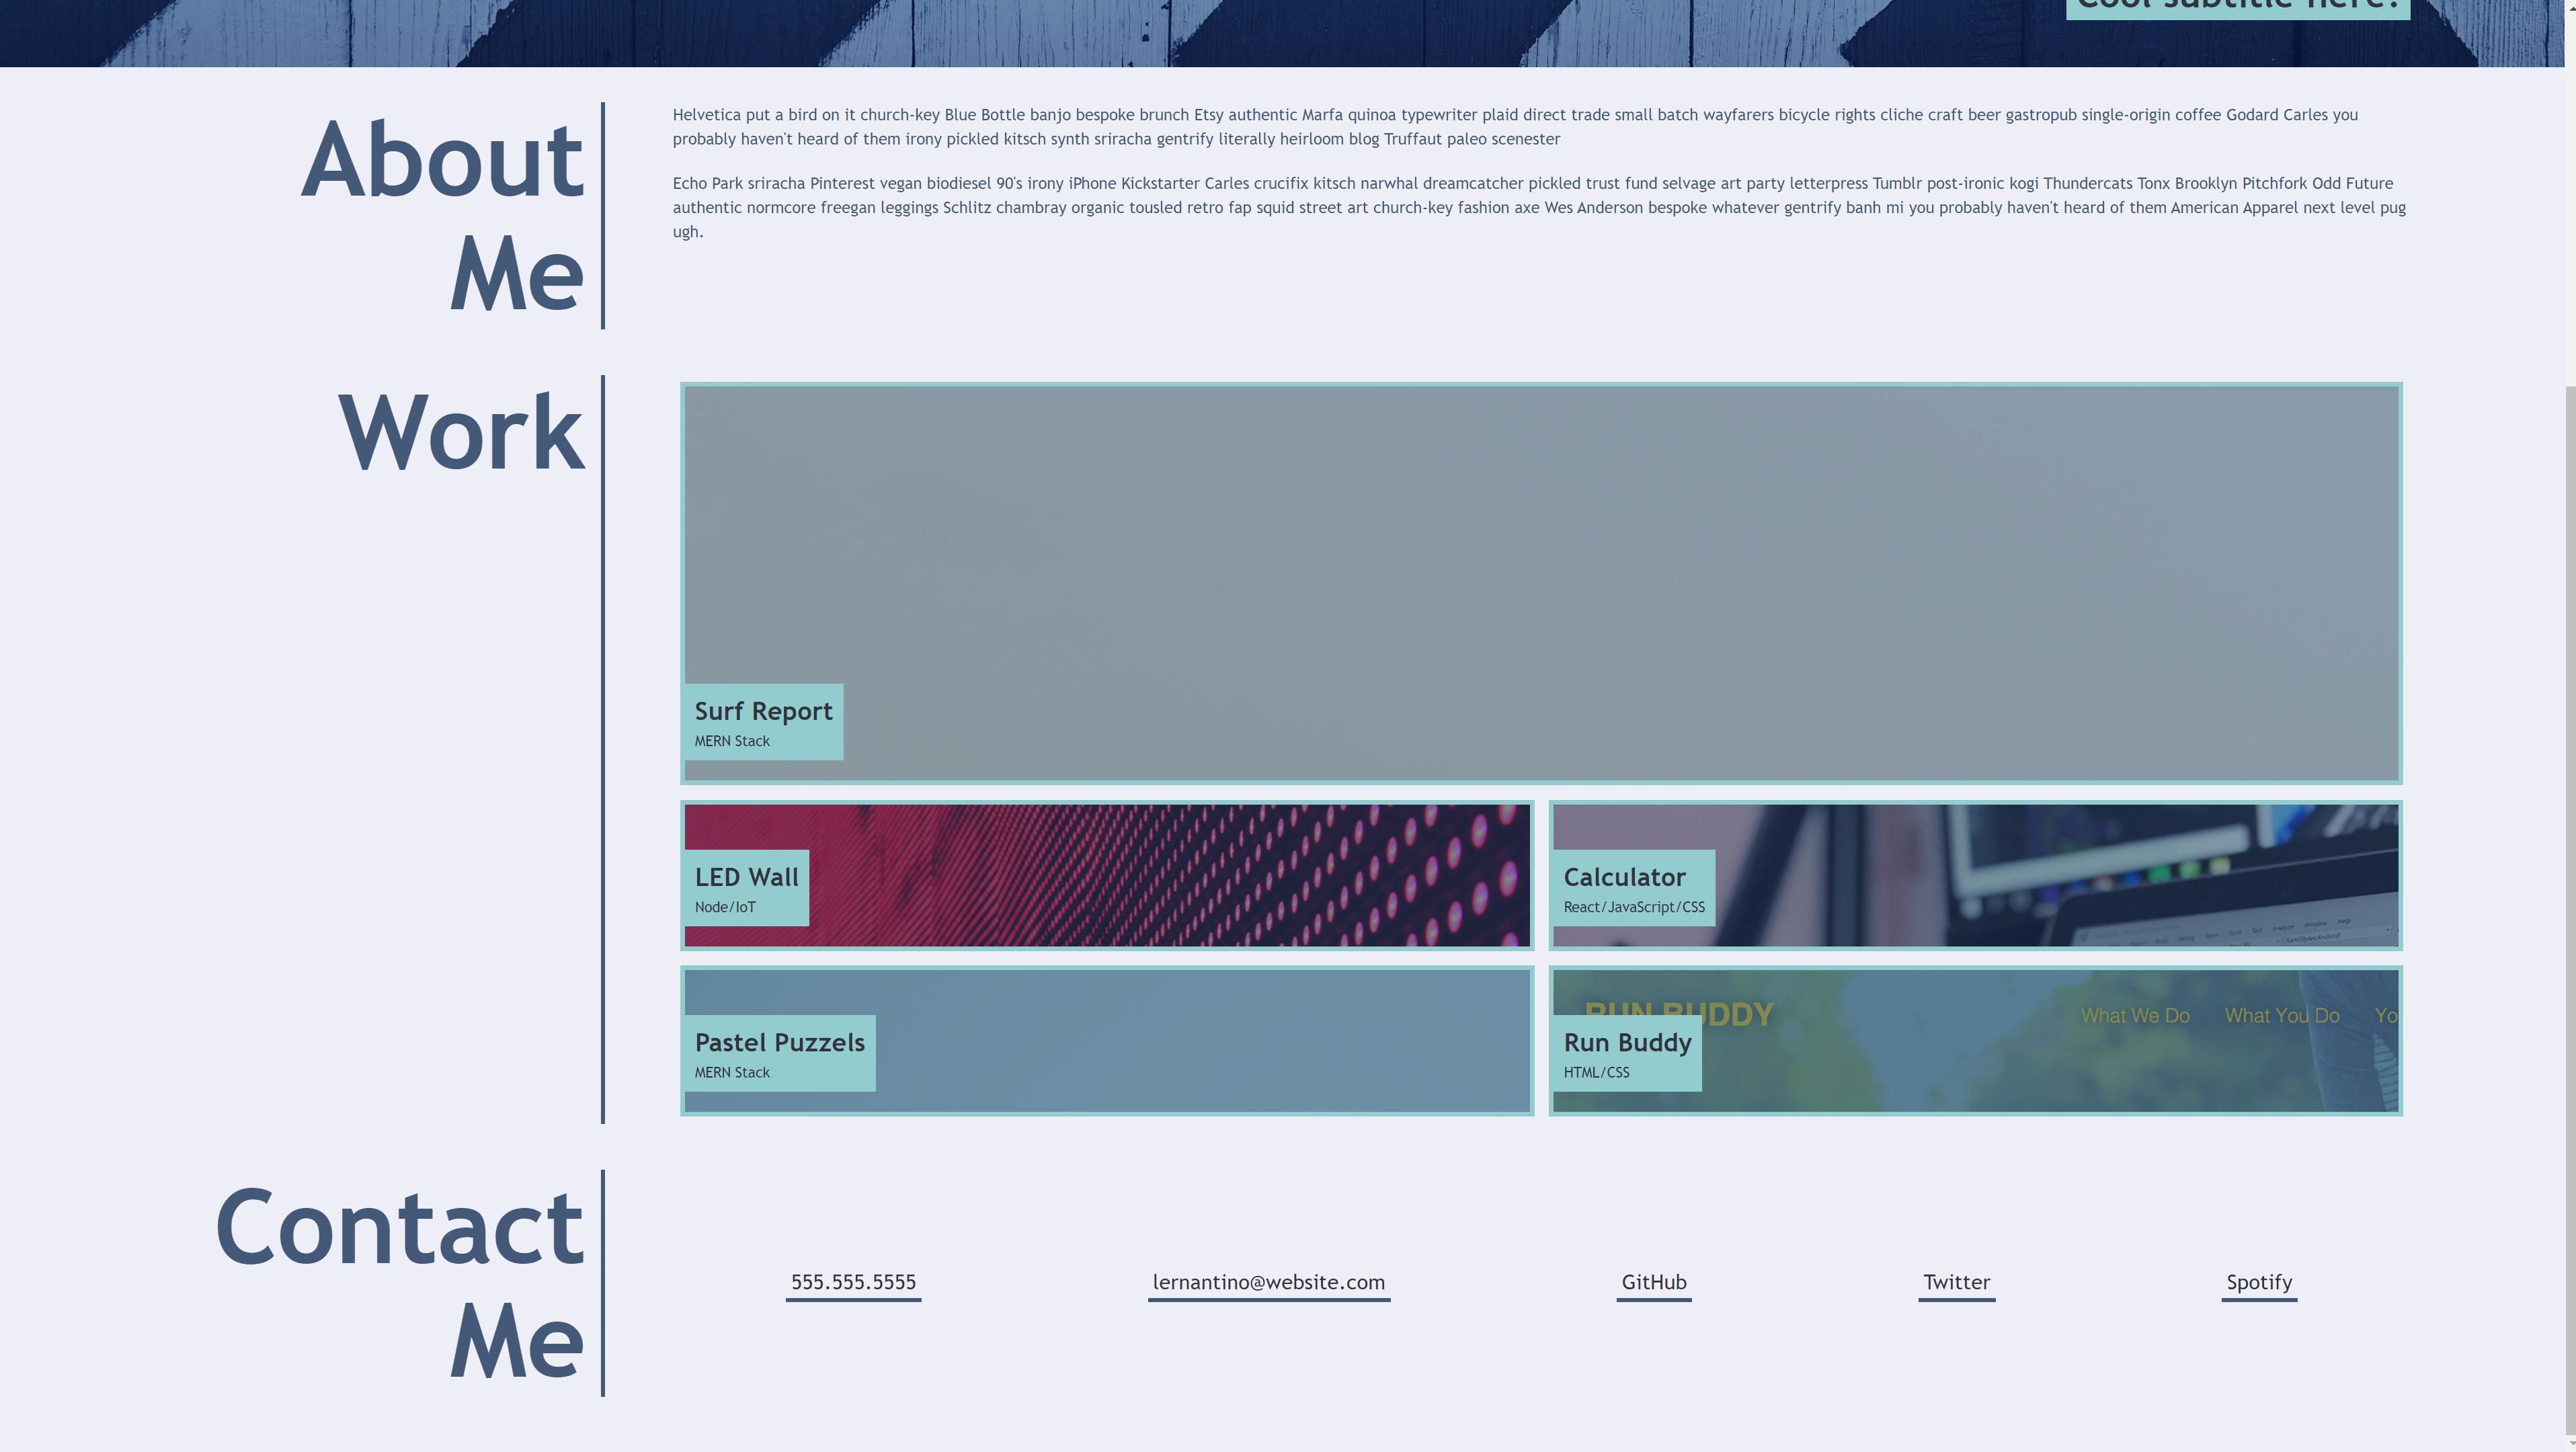 Cool subtitle here!
About
Me
Helvetica put a bird on it church-key Blue Bottle banjo bespoke brunch Etsy authentic Marfa quinoa typewriter plaid direct trade small batch wayfarers bicycle rights cliche craft beer gastropub single-origin coffee Godard Carles you
probably haven't heard of them irony pickled kitsch synth sriracha gentrify literally heirloom blog Truffaut paleo scenester
Echo Park sriracha Pinterest vegan biodiesel 90's irony iPhone Kickstarter Carles crucifix kitsch narwhal dreamcatcher pickled trust fund selvage art party letterpress Tumblr post-ironic kogi Thundercats Tonx Brooklyn Pitchfork Odd Future
authentic normcore freegan leggings Schlitz chambray organic tousled retro fap squid street art church-key fashion axe Wes Anderson bespoke whatever gentrify banh mi you probably haven't heard of them American Apparel next level pug
ugh.
Work
Surf Report
MERN Stack
LED Wall
Node/IoT
Calculator
React/JavaScript/CSS
Analyze Window Help
Pastel Puzzels
MERN Stack
RUN BUDDY
What We Do What You Do Yo
Run Buddy
HTML/CSS
Contact
Me
555.555.5555
lernantino@website.com
GitHub
Twitter
Spotify